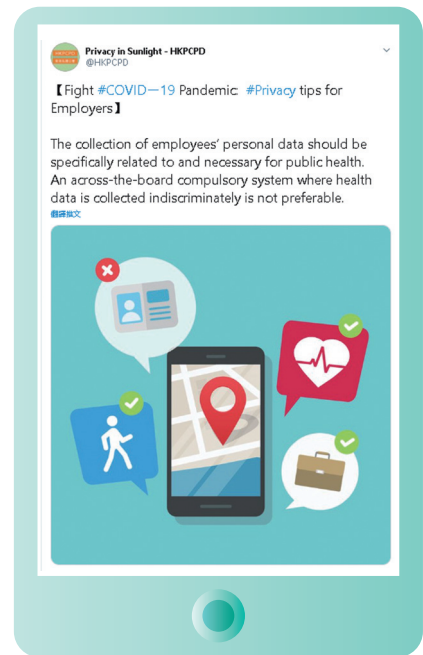 Privacy in Sunlight - HKPCPD
@HKPCPD
【Fight #COVID－19 Pandemic: #Privacy tips for
Employers】
The collection of employees’ personal data should be
specifically related to and necessary for public health.
An across-the-board compulsory system where health
data is collected indiscriminately is not preferable.
翻譯推文